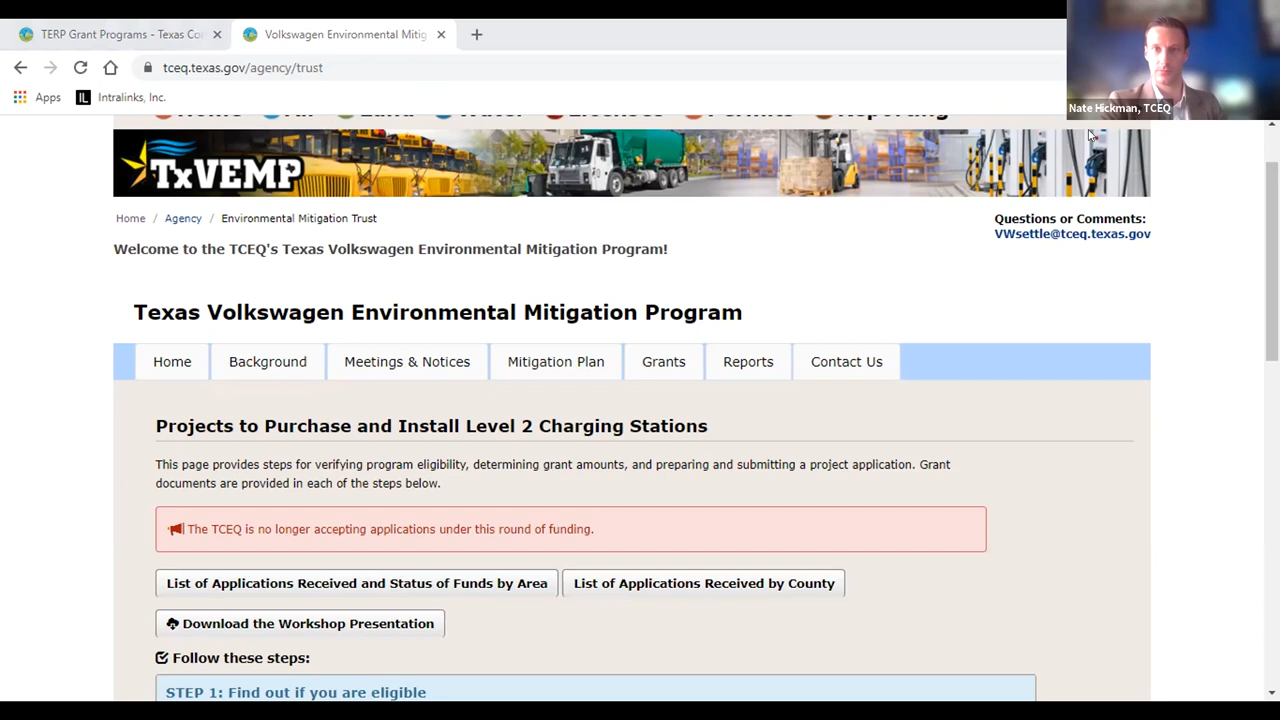 TERP Grant Programs - Texas Co
Volkswagen Environmental Mitig
tceq.texas.gov/agency/trust
Apps
Intralinks, Inc.
Nate Hickman, TCEQ
TxVEMP
Home / Agency / Environmental Mitigation Trust
Questions or Comments:
VWsettle@tceq.texas.gov
Welcome to the TCEQ's Texas Volkswagen Environmental Mitigation Program!
Texas Volkswagen Environmental Mitigation Program
Home Background Meetings & Notices Mitigation Plan Grants Reports Contact Us
Projects to Purchase and Install Level 2 Charging Stations
This page provides steps for verifying program eligibility, determining grant amounts, and preparing and submitting a project application. Grant
documents are provided in each of the steps below.
The TCEQ is no longer accepting applications under this round of funding.
List of Applications Received and Status of Funds by Area
List of Applications Received by County
Download the Workshop Presentation
Follow these steps:
STEP 1: Find out if you are eligible